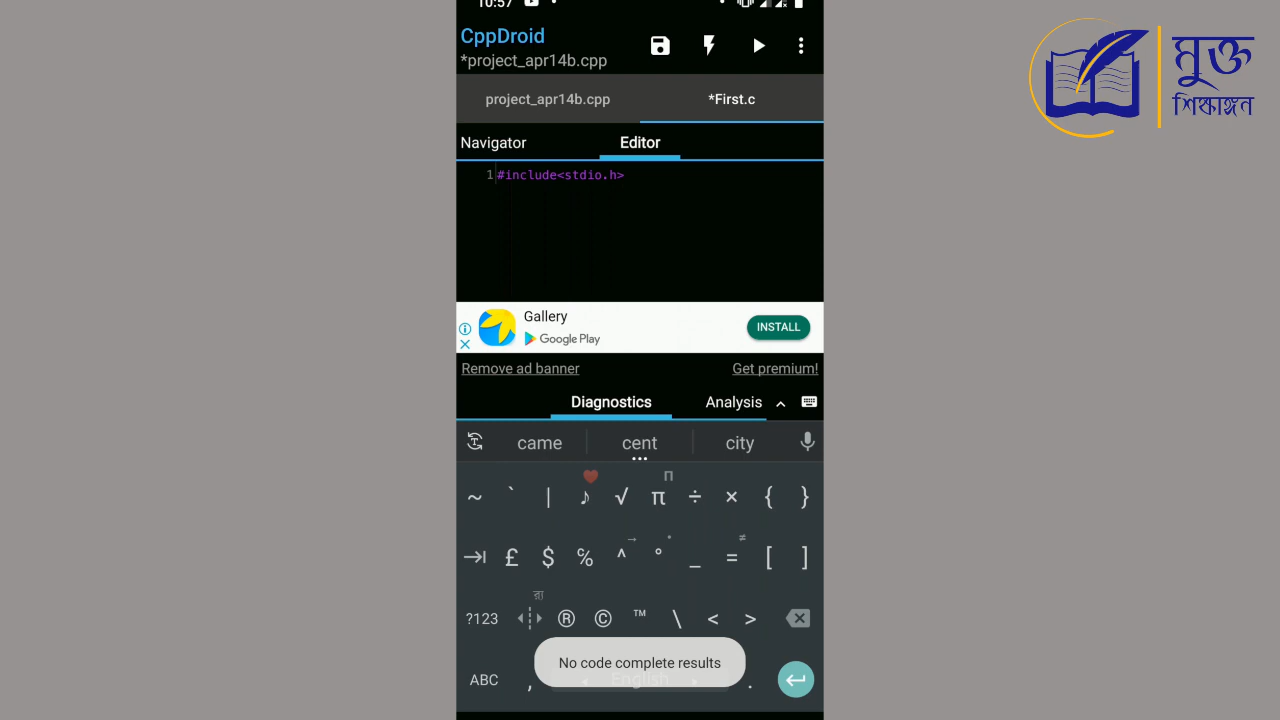 10:57
CppDroid
*project_apr14b.cpp
project_apr14b.cpp *First.c
Navigator Editor
1 #include<stdio.h>
Gallery
Google Play
INSTALL
Remove ad banner Get premium!
Diagnostics Analysis
came cent city
~ ` | ♪ √ π ÷ × { }
£ $ ℅ ^ ° _ = [ ]
?123 ® © ™ \ < >
No code complete results
ABC , English .
মুক্ত
শিক্ষাঙ্গন